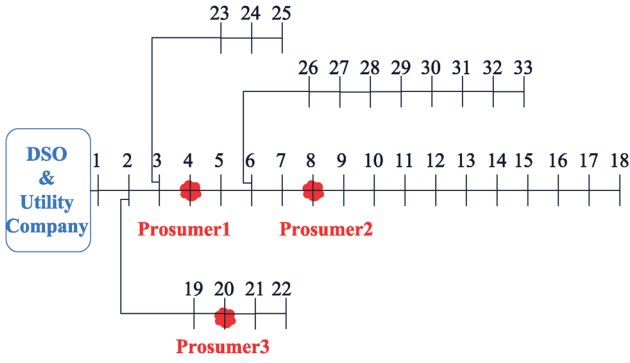 23 24 25
26 27 28 29 30 31 32 33
DSO
&
Utility
Company
1 2 3 4 5 6 7 8 9 10 11 12 13 14 15 16 17 18
Prosumer1 Prosumer2
19 20 21 22
Prosumer3